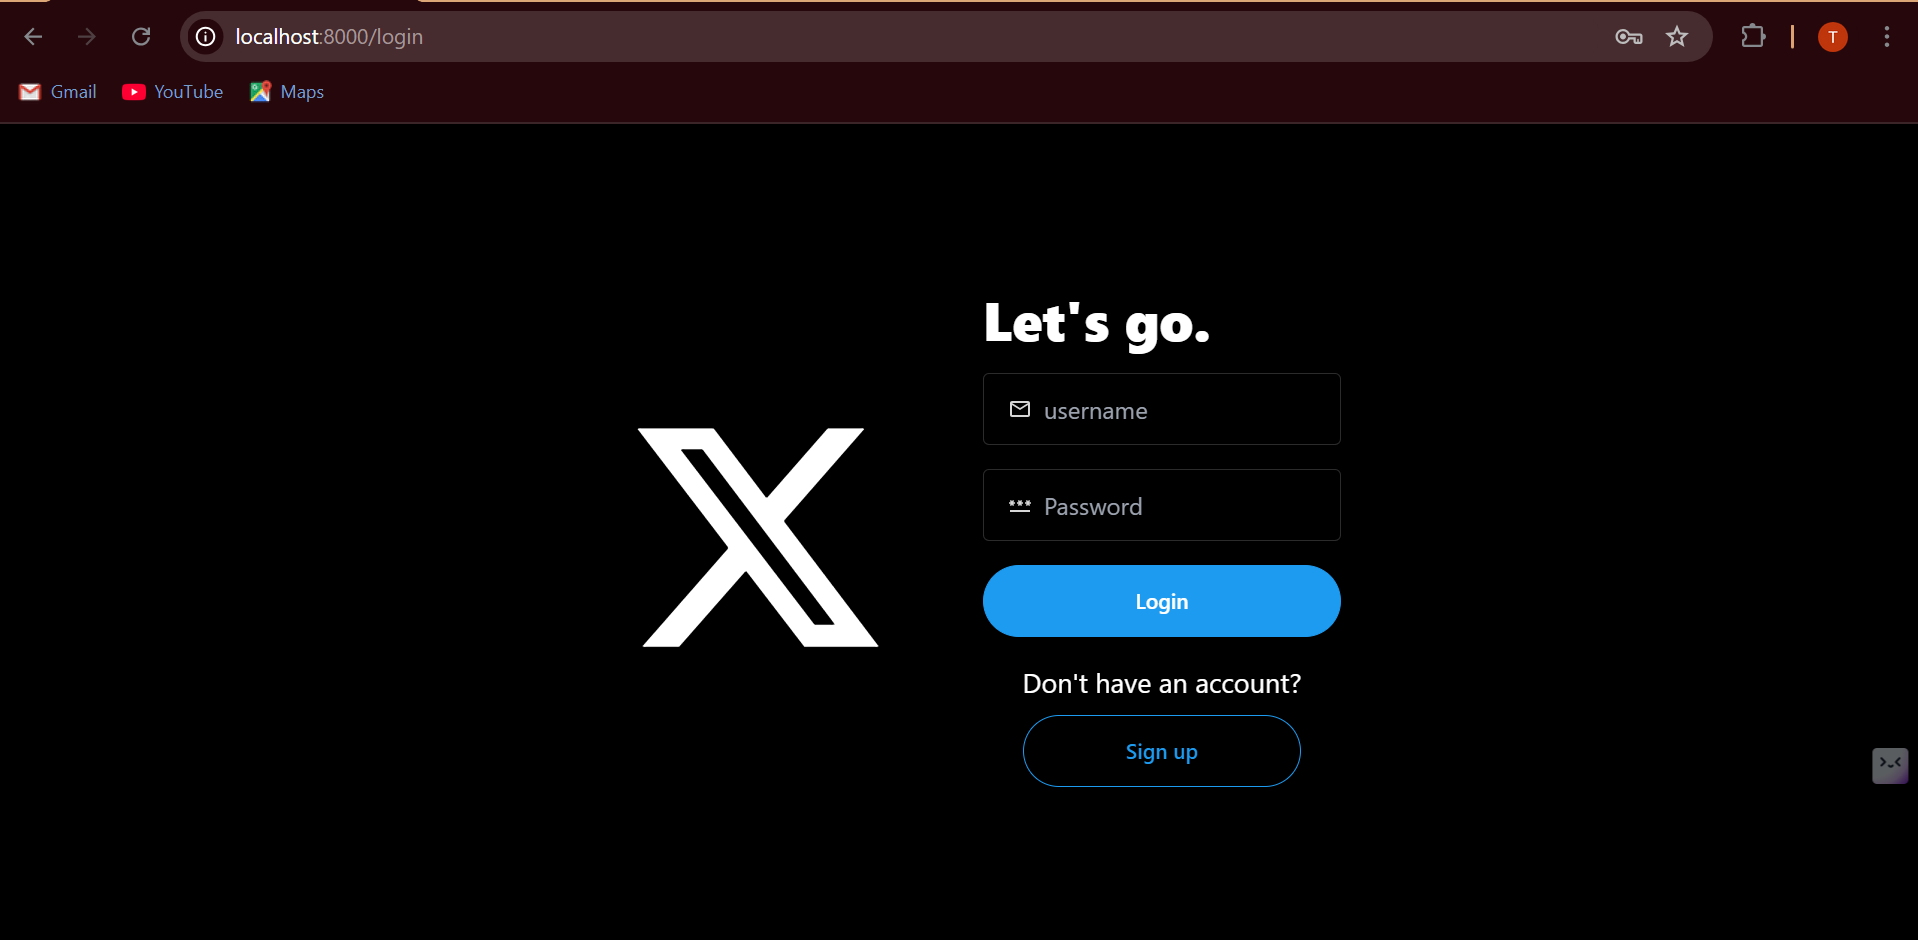 localhost:8000/login
T
Gmail YouTube Maps
Let's go.
username
*** Password
Login
Don't have an account?
Sign up